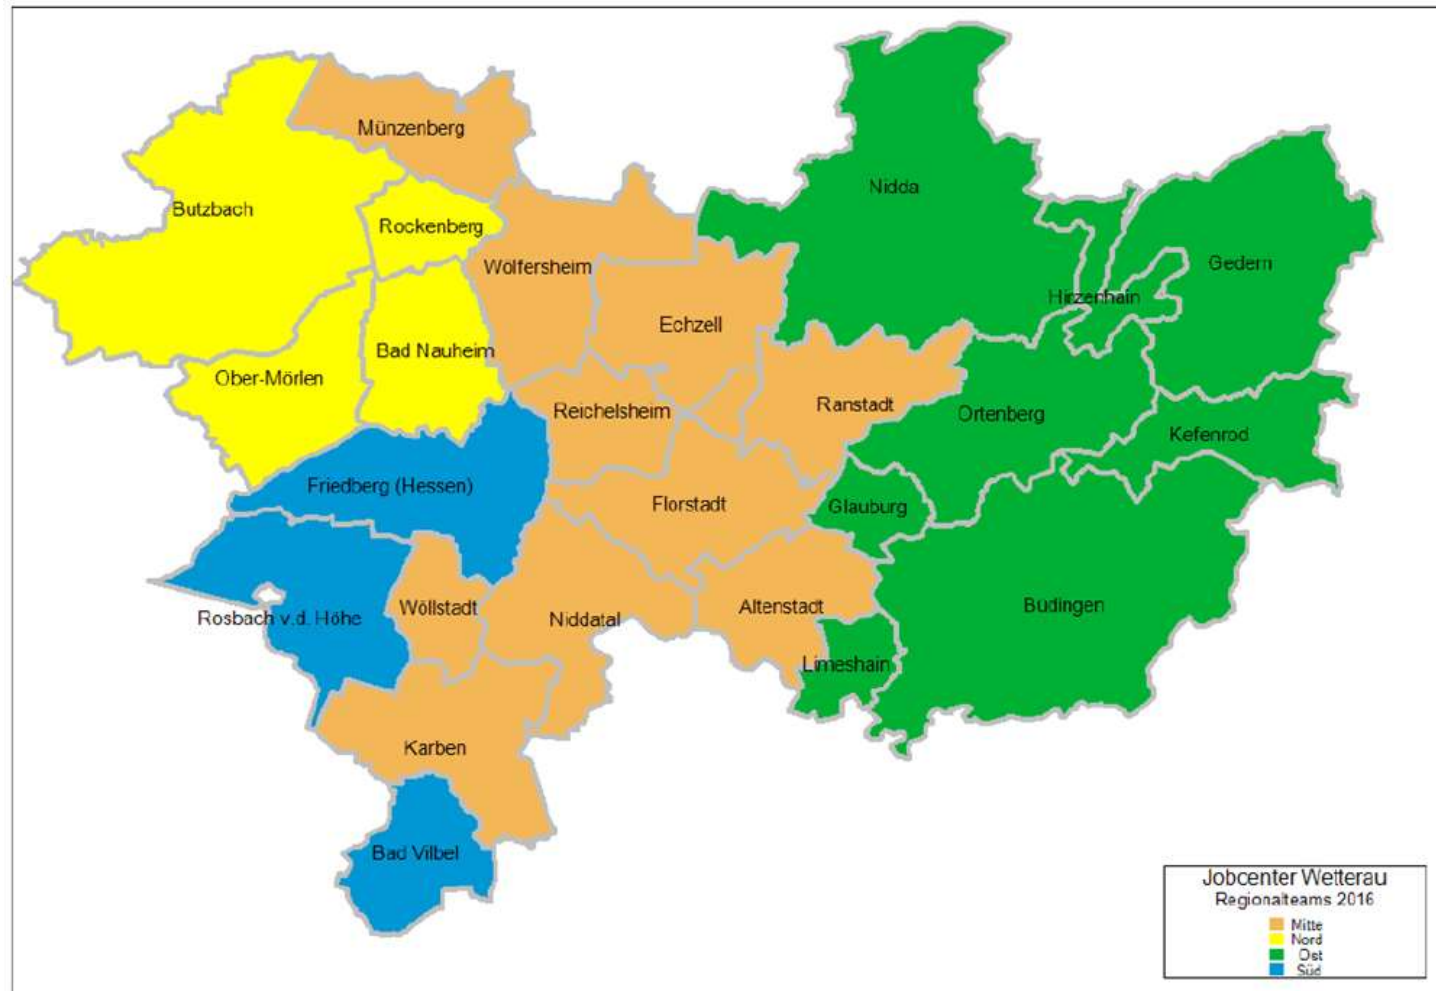 Münzenberg
Nidda
Butzbach
Rockenberg
Wölfersheim
Gedern
Hirzenhain
Echzell
Bad Nauheim
Ober-Mörlen
Reichelsheim
Ranstadt
Ortenberg
Kefenrod
Friedberg (Hessen)
Florstadt
Glauburg
Rosbach v.d. Höhe
Wöllstadt
Niddatal
Altenstadt
Büdingen
Limeshain
Karben
Bad Vilbel
Jobcenter Wetterau
Regionalteams 2016
Mitte
Nord
Ost
Süd